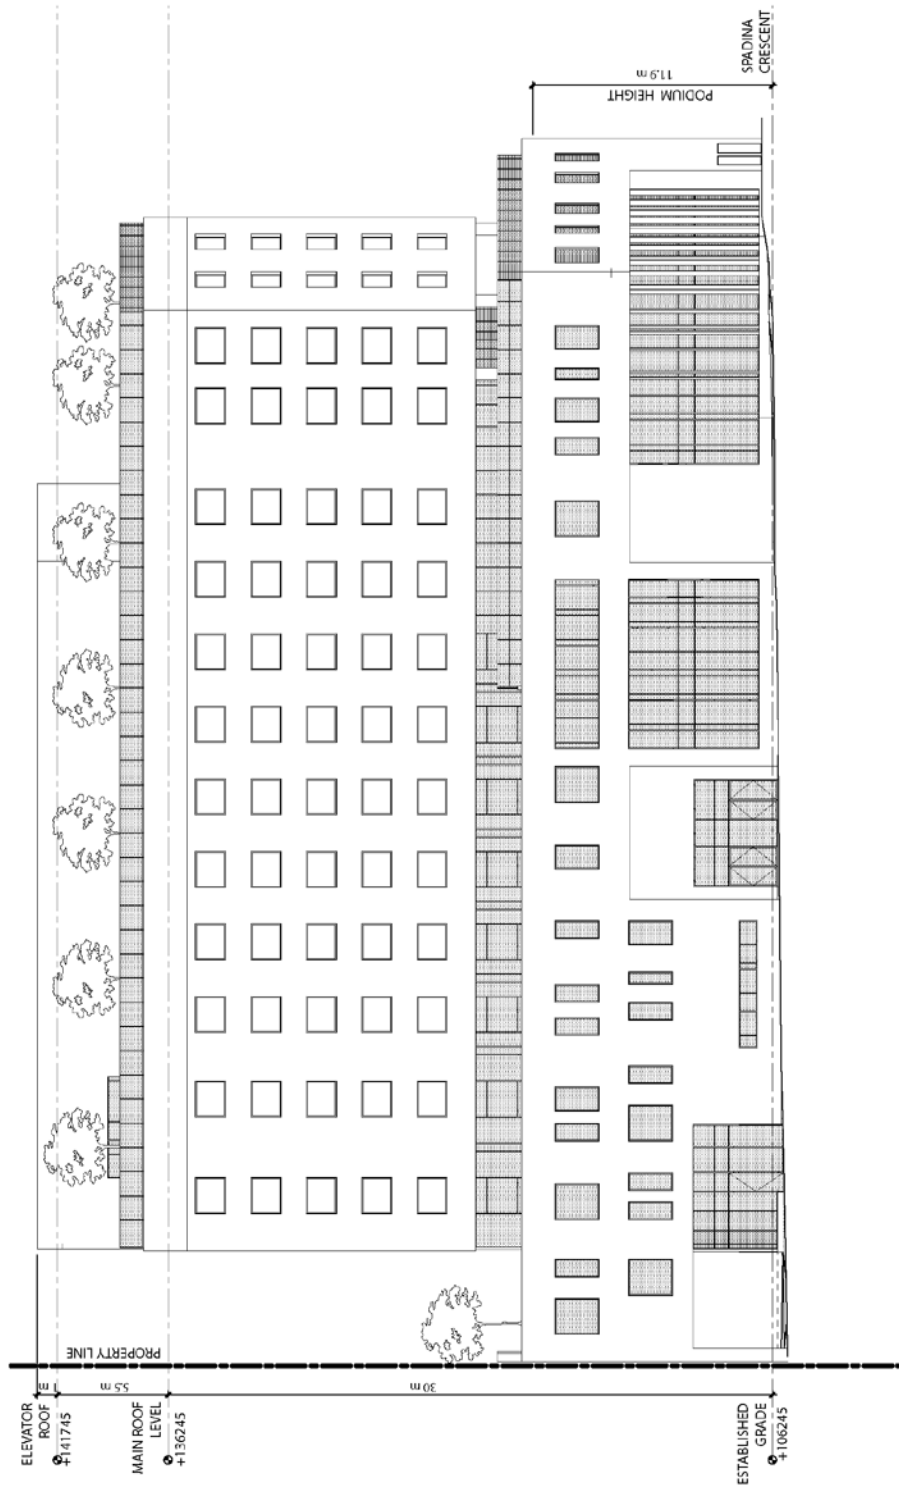 ELEVATOR
ROOF
+141745
1 m
5.5 m
PROPERTY LINE
MAIN ROOF
LEVEL
+136245
30 m
ESTABLISHED
GRADE
+106245
11.9 m
PODIUM HEIGHT
SPADINA
CRESCENT